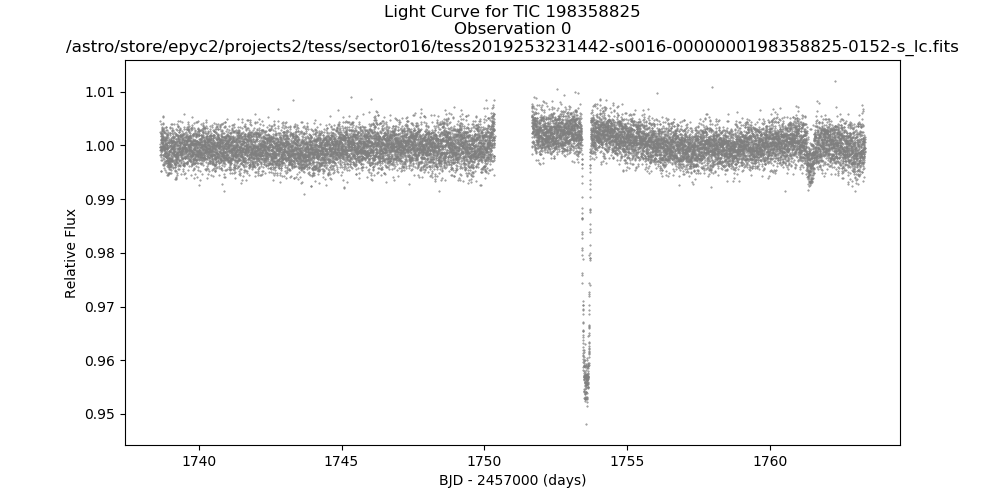 Light Curve for TIC 198358825
Observation 0
/astro/store/epyc2/projects2/tess/sector016/tess2019253231442-s0016-0000000198358825-0152-s_lc.fits
1.01
1.00
0.99
0.98
0.97
0.96
0.95
Relative Flux
1740
1745
1750
1755
1760
BJD - 2457000 (days)